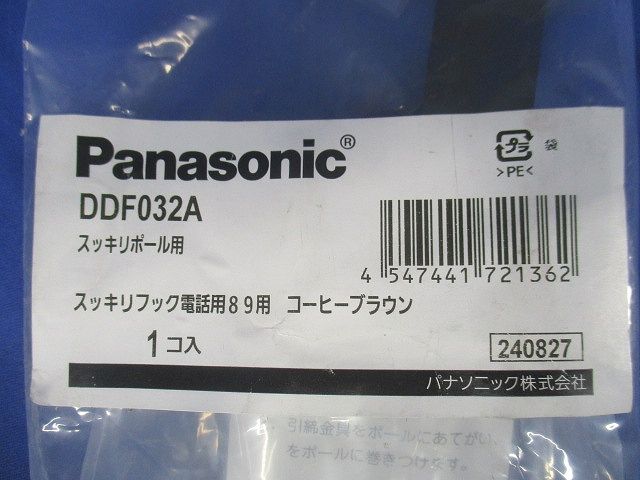 Panasonic®
プラ 袋
>PE<
DDF032A
スッキリポール用
4 547441 721362
スッキリフック電話用89用 コーヒーブラウン
1コ入
240827
パナソニック株式会社
引締金具をポールにあてがい、
をポールに巻きつけます。